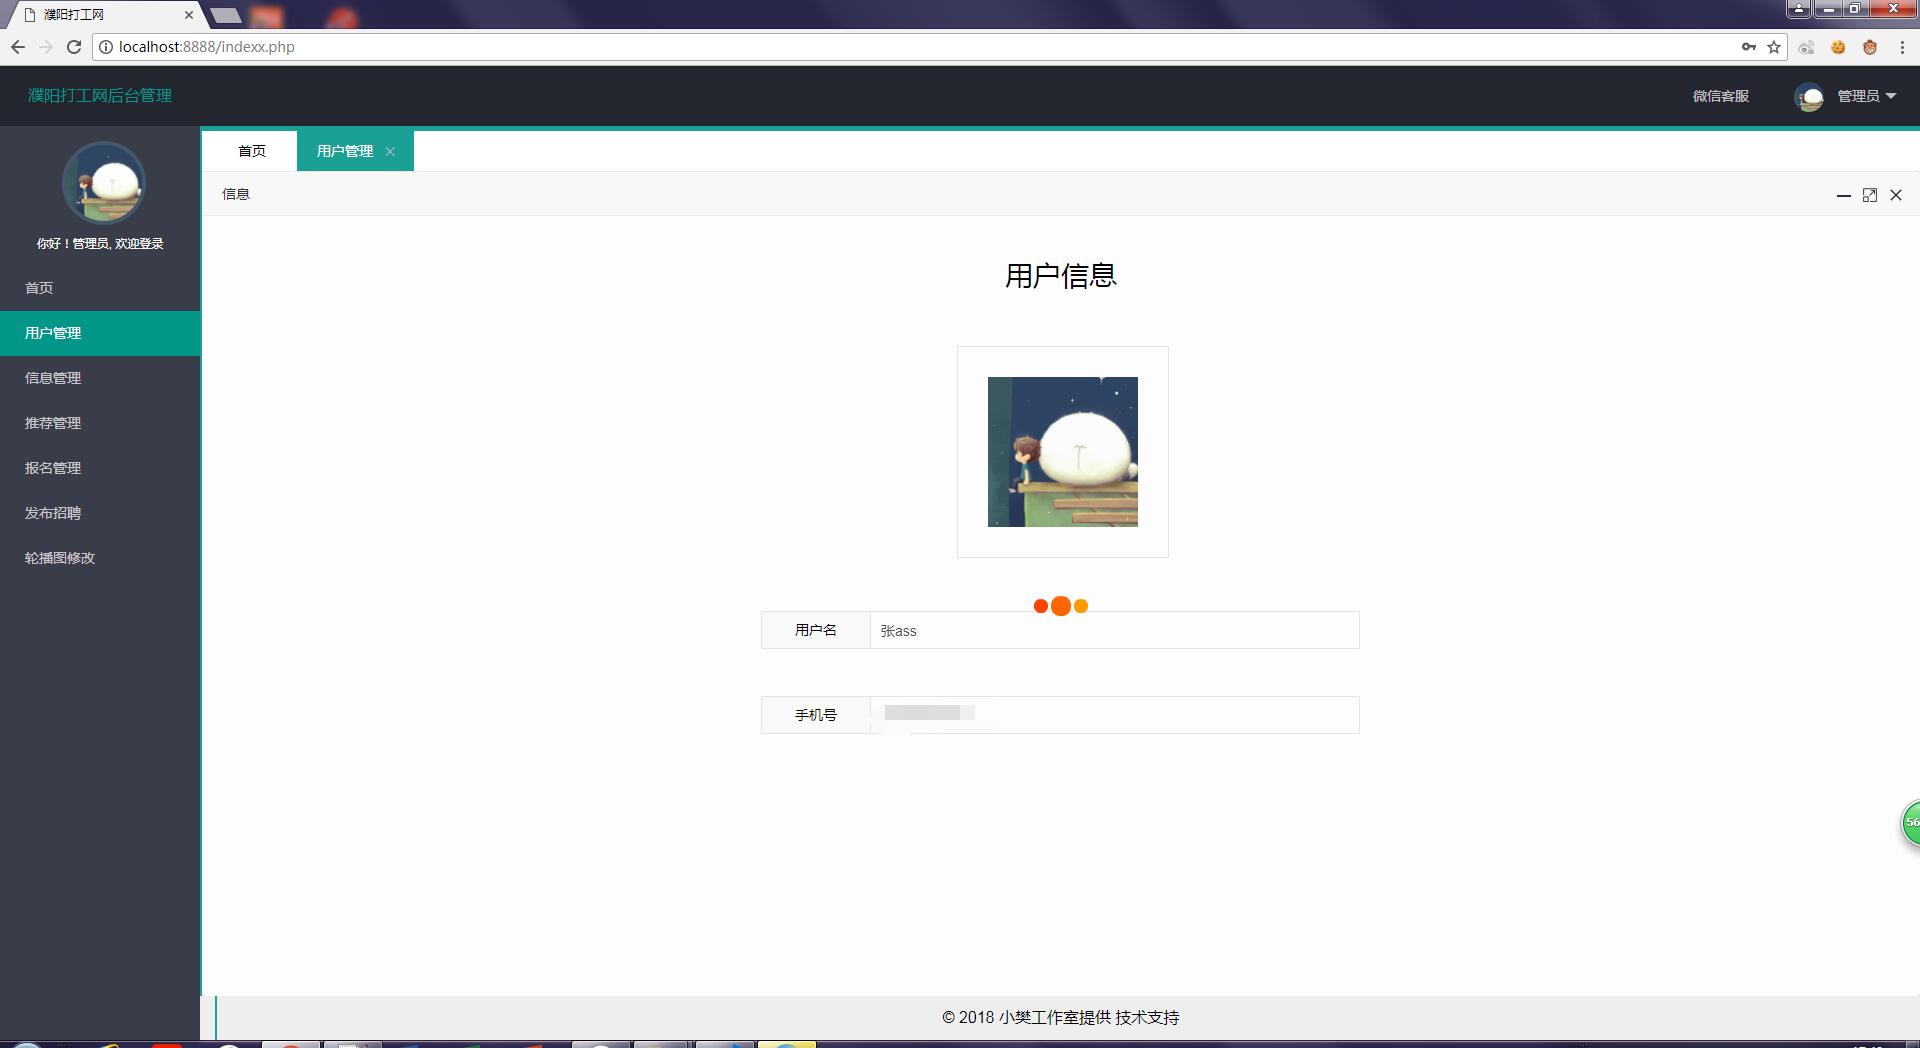 濮阳打工网
localhost:8888/indexx.php
濮阳打工网后台管理
微信客服
管理员
首页
用户管理
你好！管理员, 欢迎登录
信息
首页
用户管理
信息管理
推荐管理
报名管理
发布招聘
轮播图修改
用户信息
用户名
张ass
手机号
56
© 2018 小樊工作室提供 技术支持